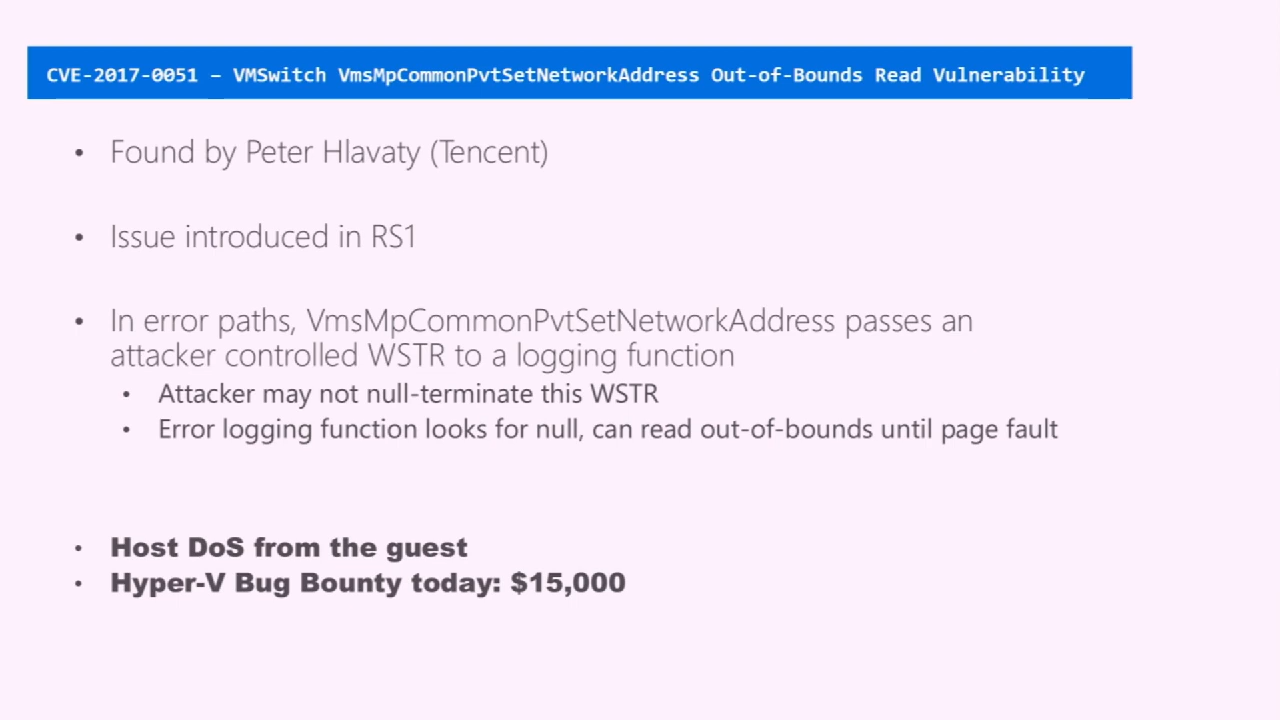 CVE-2017-0051 – VMSwitch VmsMpCommonPvtSetNetworkAddress Out-of-Bounds Read Vulnerability
• Found by Peter Hlavaty (Tencent)
• Issue introduced in RS1
• In error paths, VmsMpCommonPvtSetNetworkAddress passes an
attacker controlled WSTR to a logging function
• Attacker may not null-terminate this WSTR
• Error logging function looks for null, can read out-of-bounds until page fault
• Host DoS from the guest
• Hyper-V Bug Bounty today: $15,000